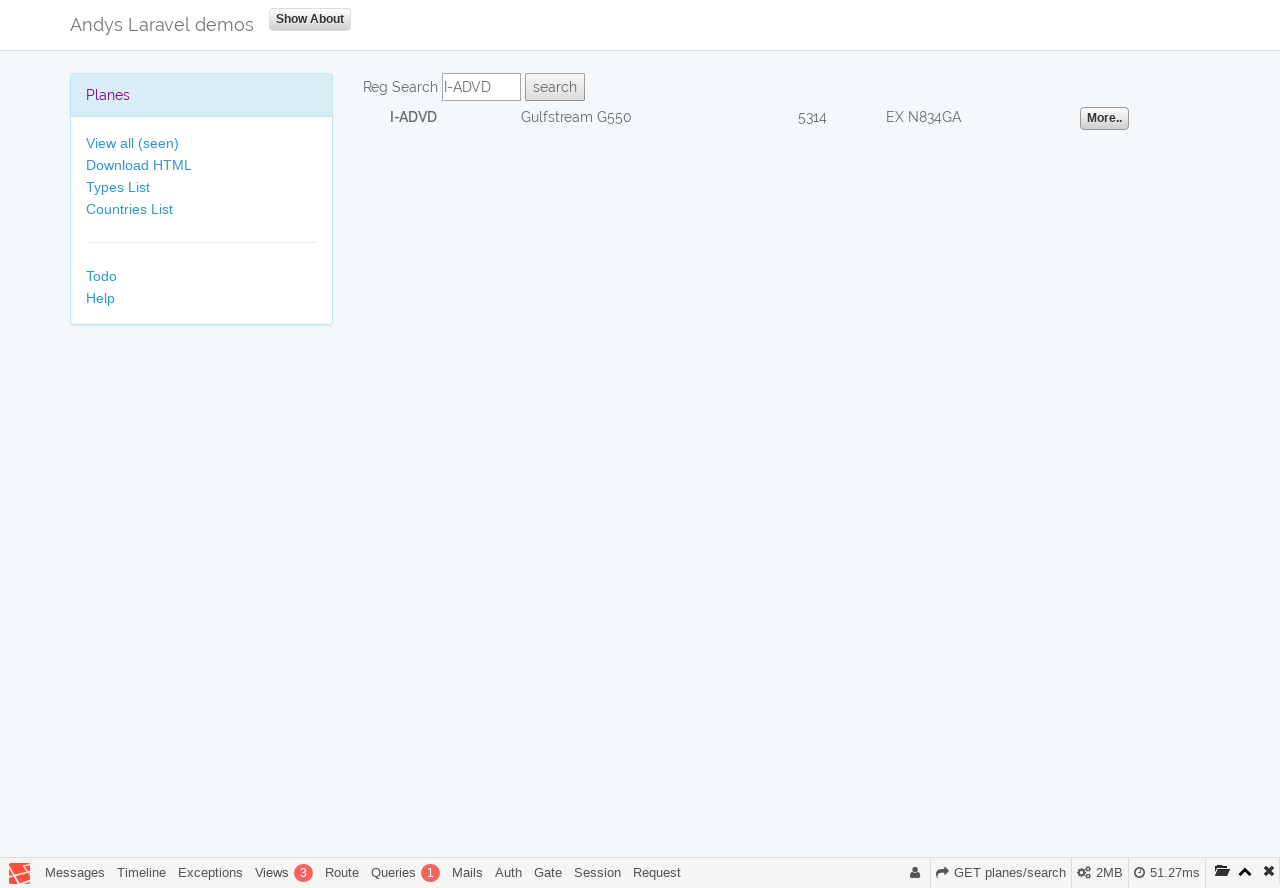 Andys Laravel demos Show About
Planes
View all (seen)
Download HTML
Types List
Countries List
Todo
Help
Reg Search I-ADVD search
I-ADVD Gulfstream G550 5314 EX N834GA More..
Messages Timeline Exceptions Views 3 Route Queries 1 Mails Auth Gate Session Request GET planes/search 2MB 51.27ms